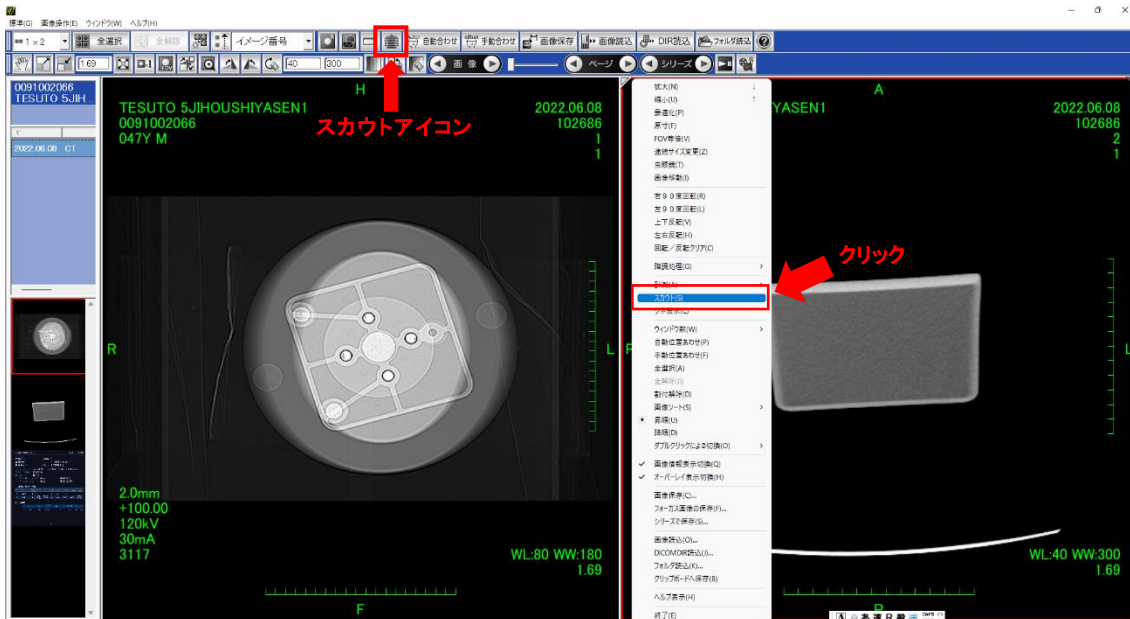 標準(G) 画像操作(E) ウインドウ(W) ヘルプ(H)
1×2 全選択 全解除 イメージ番号 自動合わせ 手動合わせ 画像保存 画像読込 DIR読込 フォルダ読込
1.69 40 300 画像 ページ シリーズ
0091002066
TESUTO 5JIH
2022.06.08 CT
H
TESUTO 5JIHOUSHIYASEN1
0091002066
047Y M
2022.06.08
102686
1
1
スカウトアイコン
R
L
2.0mm
+100.00
120kV
30mA
3117
WL:80 WW:180
1.69
F
拡大(N) ↓
縮小(U) ↑
最適化(P)
原寸(F)
FOV等倍(V)
連続サイズ変更(Z)
虫眼鏡(T)
画像移動(I)
右90度回転(R)
左90度回転(L)
上下反転(V)
左右反転(H)
回転/反転クリア(C)
階調処理(G)
スカウト(S)
ウィンドウ数(W)
自動位置あわせ(P)
手動位置あわせ(F)
全選択(A)
全解除(G)
割付解除(D)
画像ソート(S)
昇順(U)
降順(D)
ダブルクリックによる切換(O)
画像情報表示切換(Q)
オーバーレイ表示切換(H)
画像保存(C)...
フォーカス画像の保存(F)...
シリーズで保存(S)...
画像読込(O)...
DICOMDIR読込(J)...
フォルダ読込(K)...
クリップボードへ保存(B)
ヘルプ表示(H)
終了(E)
クリック
A
YASEN1
2022.06.08
102686
2
1
WL:40 WW:300
1.69